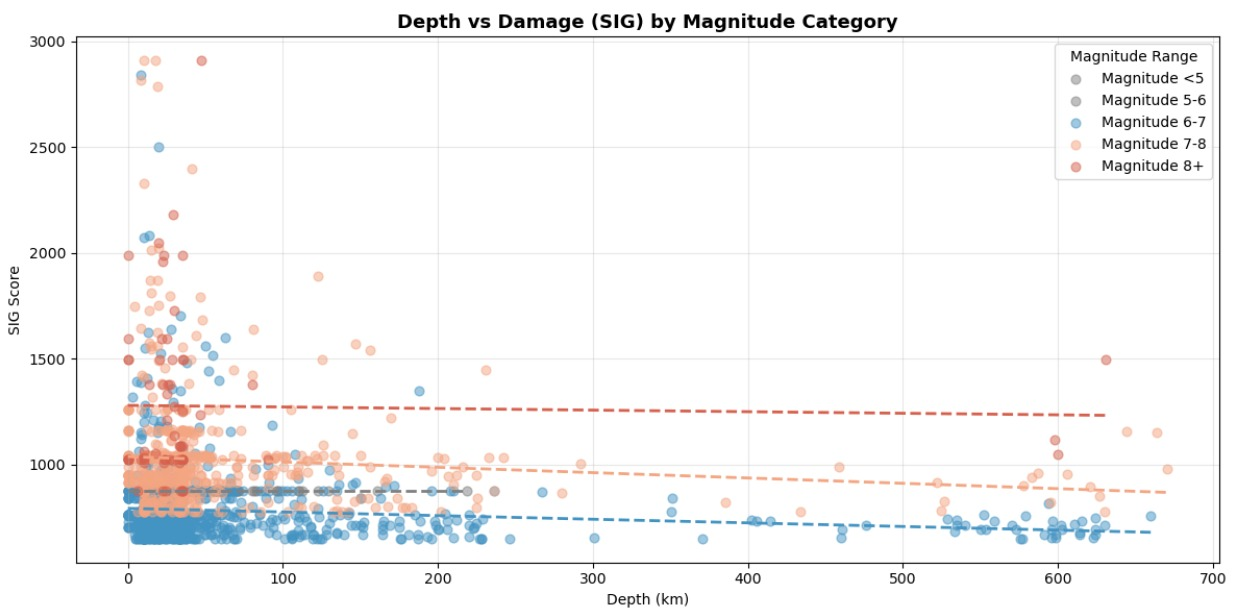 Depth vs Damage (SIG) by Magnitude Category
3000
2500
2000
1500
1000
SIG Score
Magnitude Range
Magnitude <5
Magnitude 5-6
Magnitude 6-7
Magnitude 7-8
Magnitude 8+
0 100 200 300 400 500 600 700
Depth (km)